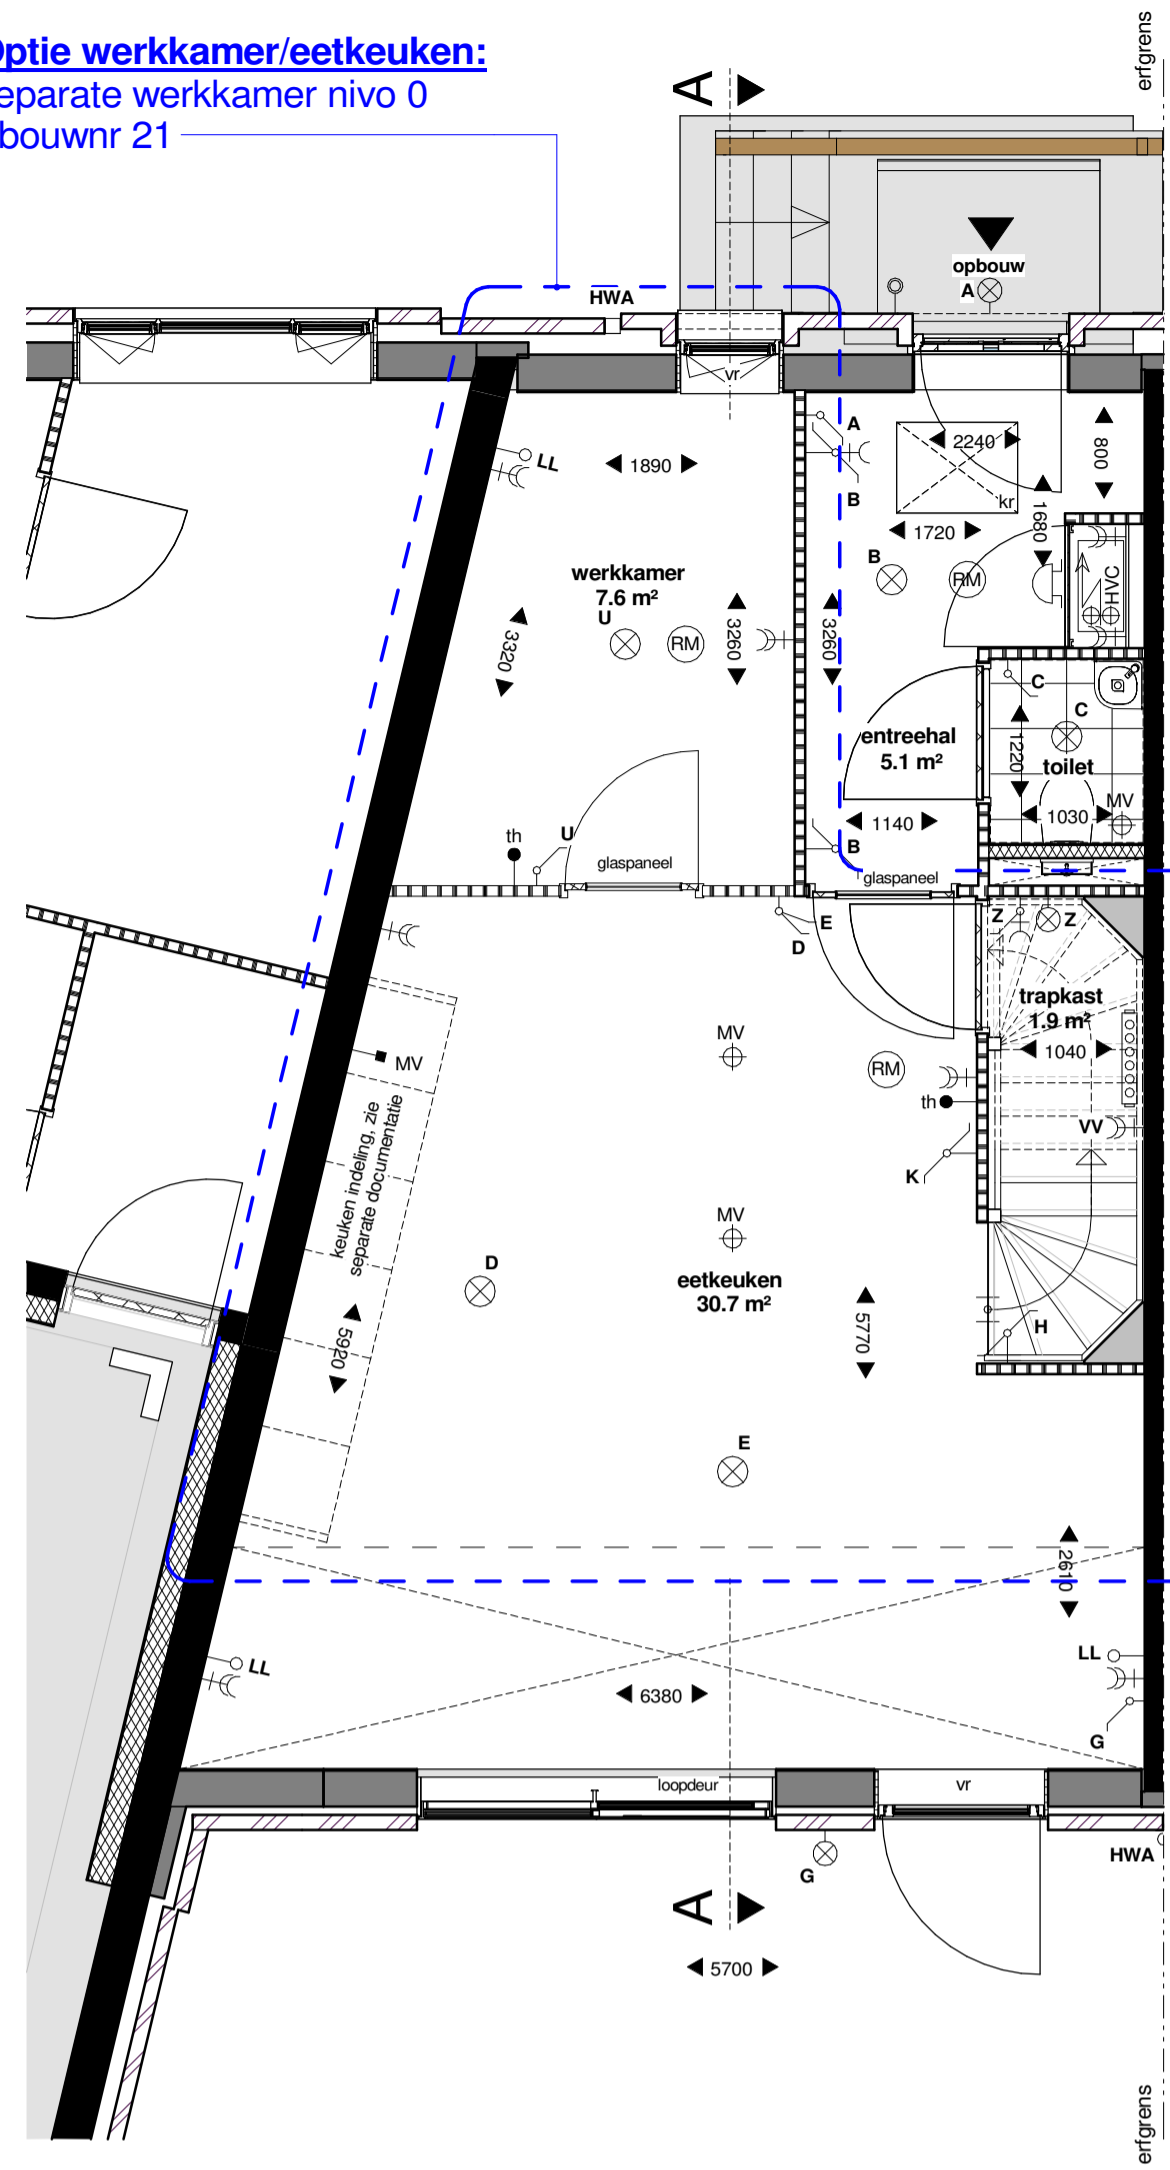 Optie werkkamer/eetkeuken:
separate werkkamer nivo 0
bouwnr 21
erfgrens
A
opbouw
A
HWA
vr
LL
1890
A
B
2240
800
kr
1680
1720
B
RM
HVC
werkkamer
7.6 m²
U
RM
3320
3260
3260
C
C
entreehal
5.1 m²
1220
toilet
MV
1030
1140
th
U
glaspaneel
B
glaspaneel
E
D
Z
Z
trapkast
1.9 m²
1040
MV
MV
RM
th
VV
K
keuken indeling, zie
separate documentatie
MV
D
eetkeuken
30.7 m²
5920
5770
H
E
2610
LL
LL
6380
G
loopdeur
vr
G
HWA
A
5700
erfgrens